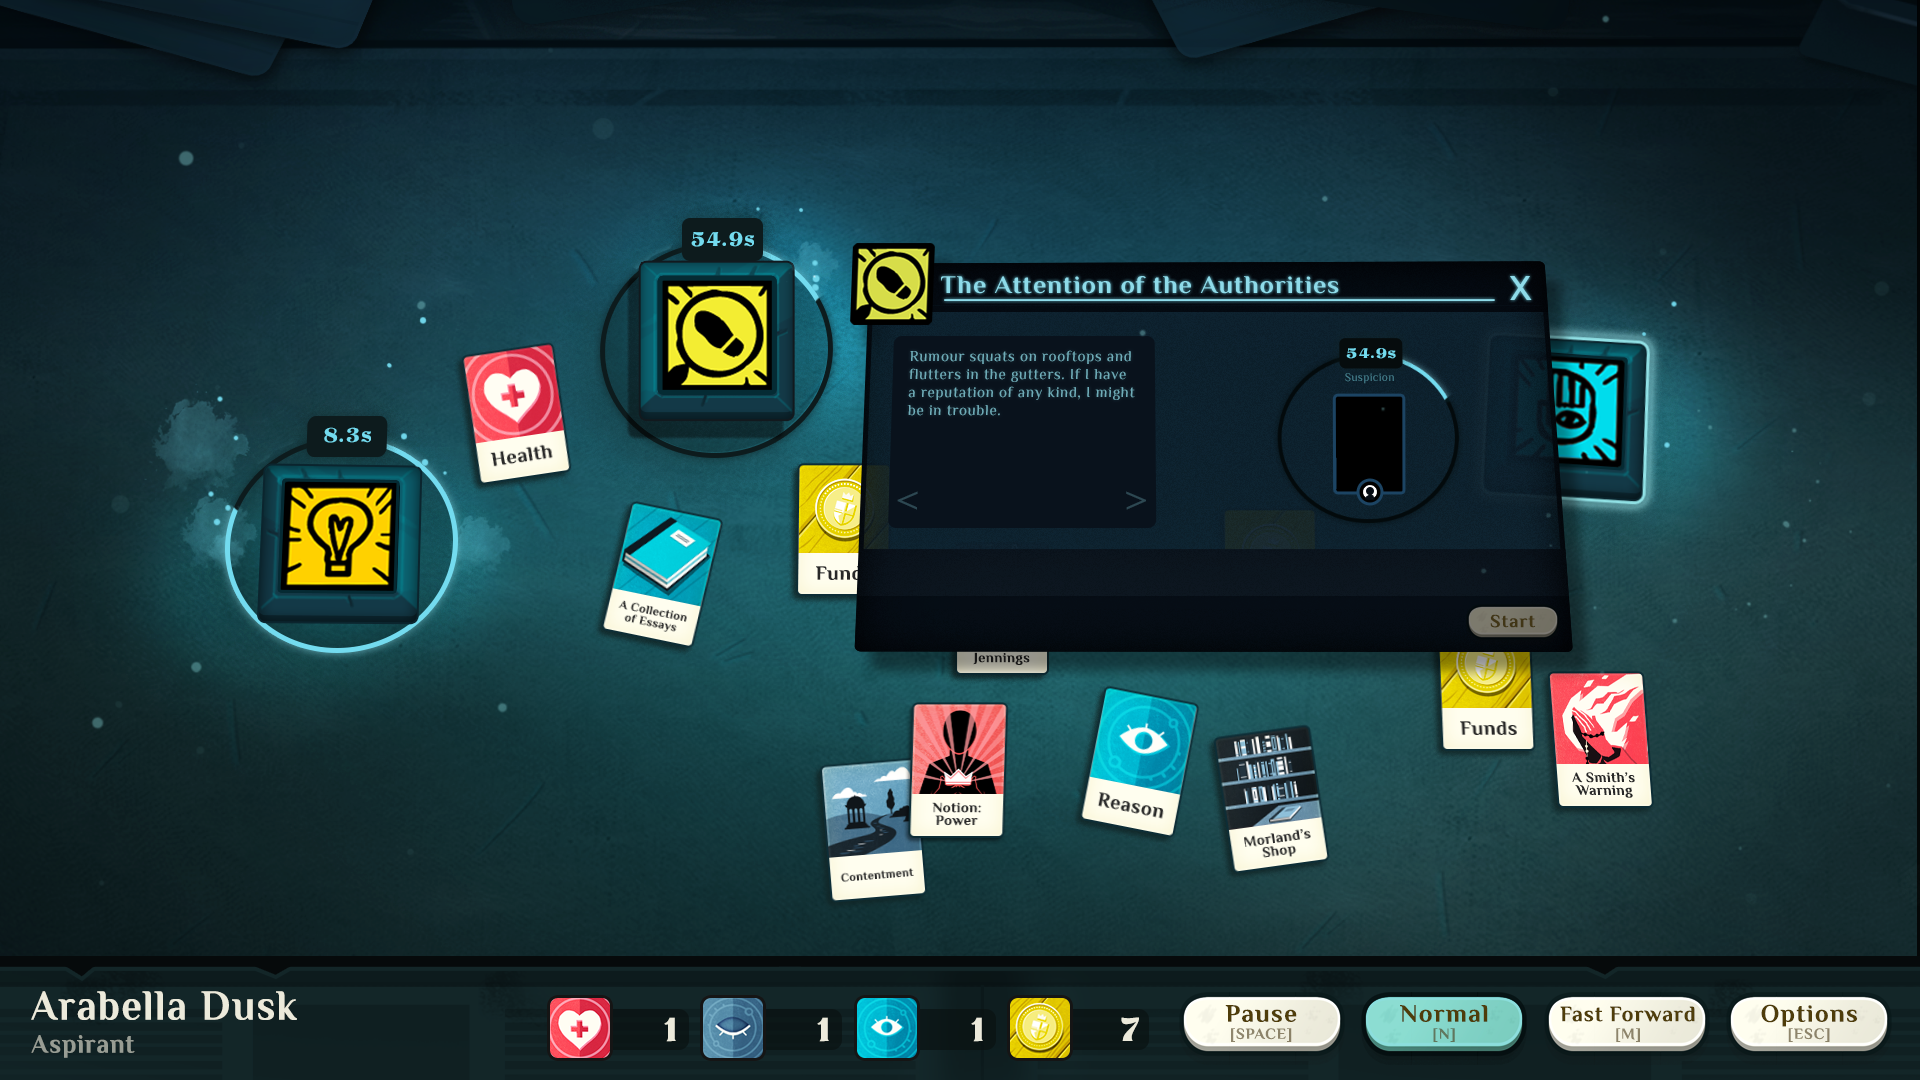 54.9s
The Attention of the Authorities
X
Rumour squats on rooftops and
flutters in the gutters. If I have
a reputation of any kind, I might
be in trouble.
54.9s
Suspicion
8.3s
Health
A Collection
of Essays
Fund
Start
Jennings
Notion:
Power
Contentment
Reason
Morland's
Shop
Funds
A Smith's
Warning
Arabella Dusk
Aspirant
1
1
1
7
Pause
[SPACE]
Normal
[N]
Fast Forward
[M]
Options
[ESC]